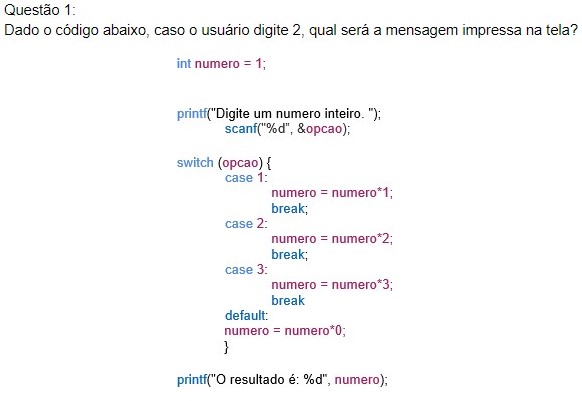 Questão 1:
Dado o código abaixo, caso o usuário digite 2, qual será a mensagem impressa na tela?
int numero = 1;
printf("Digite um numero inteiro. ");
scanf("%d", &opcao);
switch (opcao) {
case 1:
numero = numero*1;
break;
case 2:
numero = numero*2;
break;
case 3:
numero = numero*3;
break
default:
numero = numero*0;
}
printf("O resultado é: %d", numero);